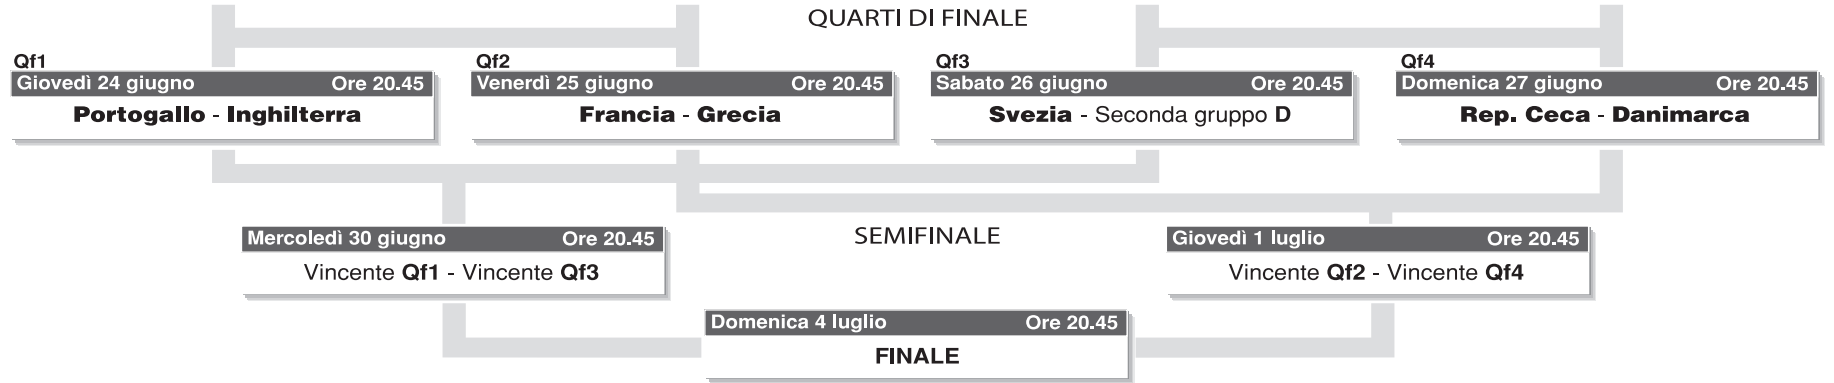 QUARTI DI FINALE
Qf1
Giovedì 24 giugno Ore 20.45
Portogallo - Inghilterra
Qf2
Venerdì 25 giugno Ore 20.45
Francia - Grecia
Qf3
Sabato 26 giugno Ore 20.45
Svezia - Seconda gruppo D
Qf4
Domenica 27 giugno Ore 20.45
Rep. Ceca - Danimarca
SEMIFINALE
Mercoledì 30 giugno Ore 20.45
Vincente Qf1 - Vincente Qf3
Giovedì 1 luglio Ore 20.45
Vincente Qf2 - Vincente Qf4
Domenica 4 luglio Ore 20.45
FINALE